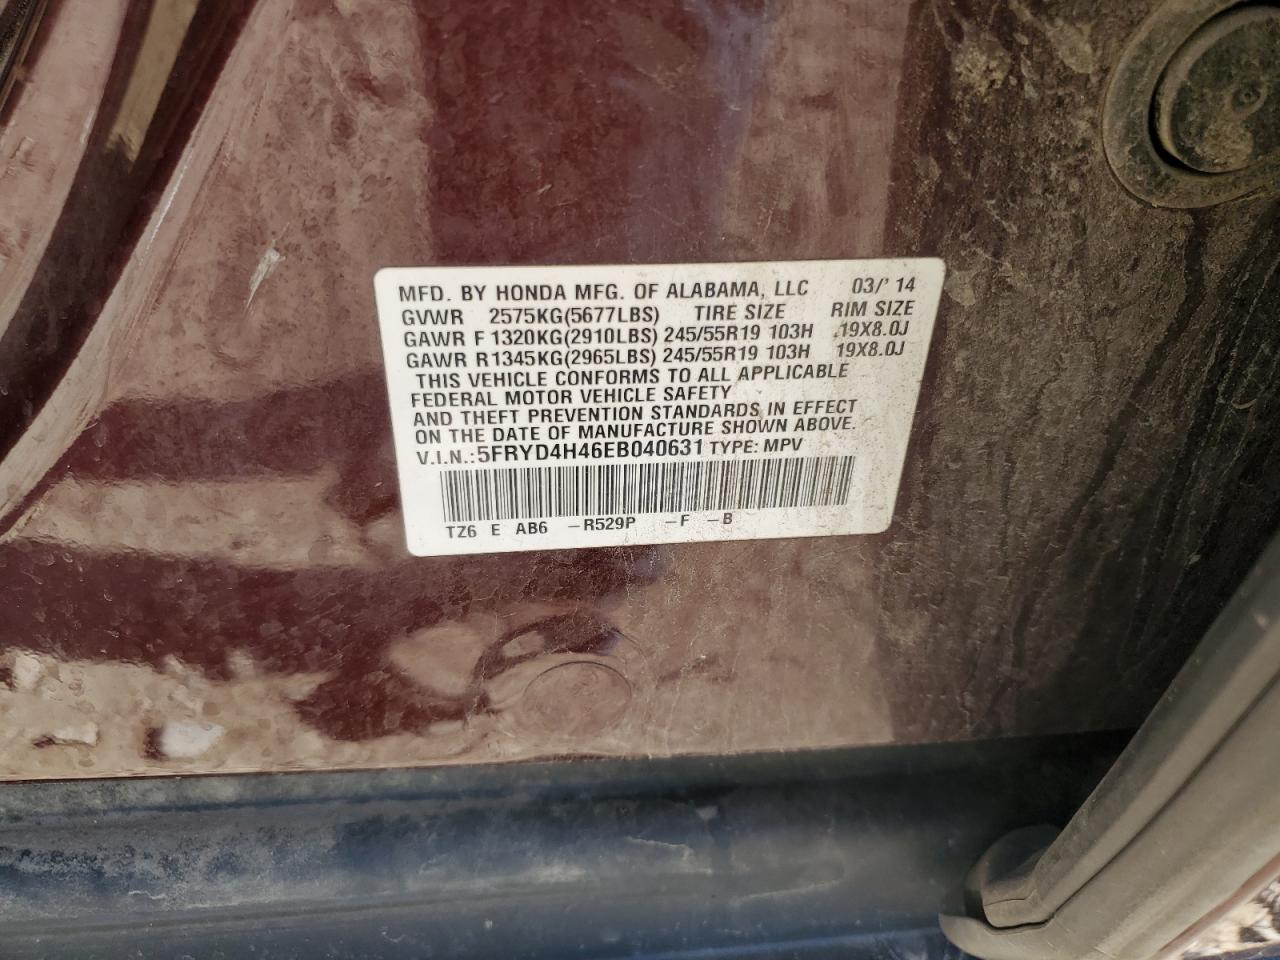 MFD. BY HONDA MFG. OF ALABAMA, LLC 03/' 14
GVWR 2575KG(5677LBS) TIRE SIZE RIM SIZE
GAWR F 1320KG(2910LBS) 245/55R19 103H 19X8.0J
GAWR R1345KG(2965LBS) 245/55R19 103H 19X8.0J
THIS VEHICLE CONFORMS TO ALL APPLICABLE
FEDERAL MOTOR VEHICLE SAFETY
AND THEFT PREVENTION STANDARDS IN EFFECT
ON THE DATE OF MANUFACTURE SHOWN ABOVE.
V.I.N.:5FRYD4H46EB040631 TYPE: MPV
TZ6 E AB6 -R529P -F -B